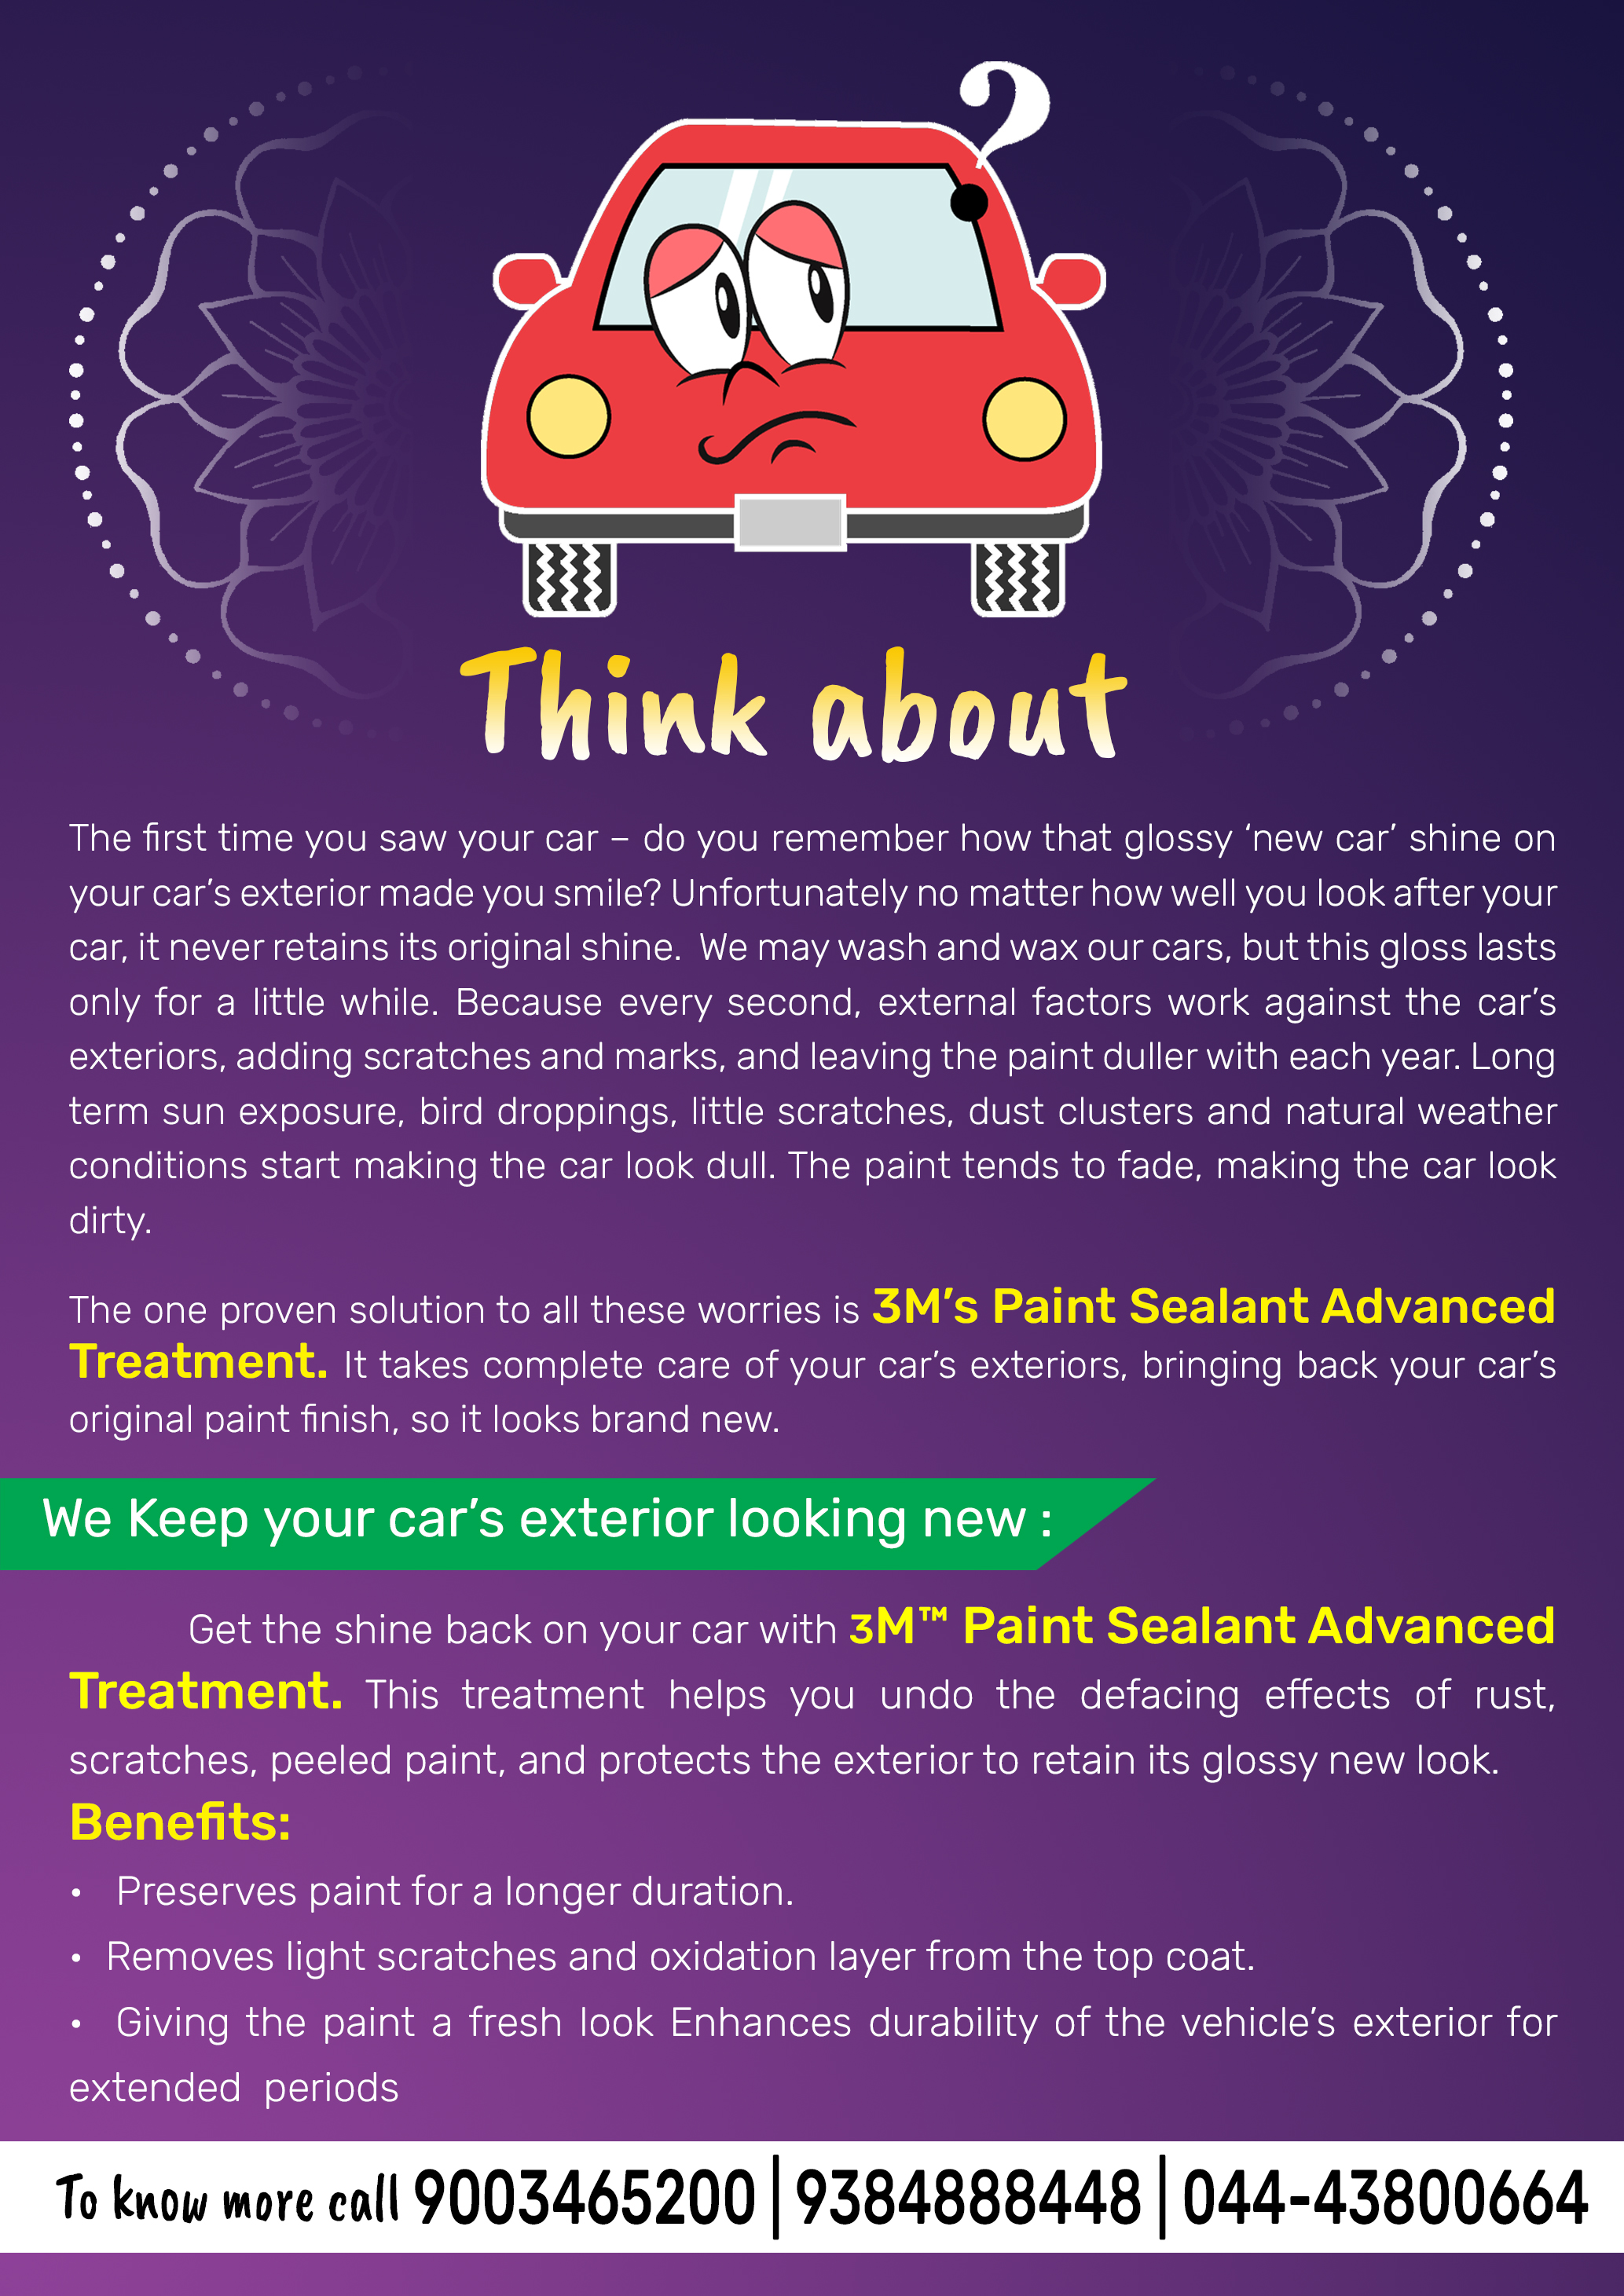 ?
Think about
The first time you saw your car – do you remember how that glossy ‘new car’ shine on
your car’s exterior made you smile? Unfortunately no matter how well you look after your
car, it never retains its original shine.  We may wash and wax our cars, but this gloss lasts
only for a little while. Because every second, external factors work against the car’s
exteriors, adding scratches and marks, and leaving the paint duller with each year. Long
term sun exposure, bird droppings, little scratches, dust clusters and natural weather
conditions start making the car look dull. The paint tends to fade, making the car look
dirty.
The one proven solution to all these worries is 3M’s Paint Sealant Advanced
Treatment. It takes complete care of your car’s exteriors, bringing back your car’s
original paint finish, so it looks brand new.
We Keep your car’s exterior looking new :
Get the shine back on your car with 3M™ Paint Sealant Advanced
Treatment. This treatment helps you undo the defacing effects of rust,
scratches, peeled paint, and protects the exterior to retain its glossy new look.
Benefits:
• Preserves paint for a longer duration.
• Removes light scratches and oxidation layer from the top coat.
• Giving the paint a fresh look Enhances durability of the vehicle’s exterior for
extended periods
To know more call 9003465200 | 9384888448 | 044-43800664